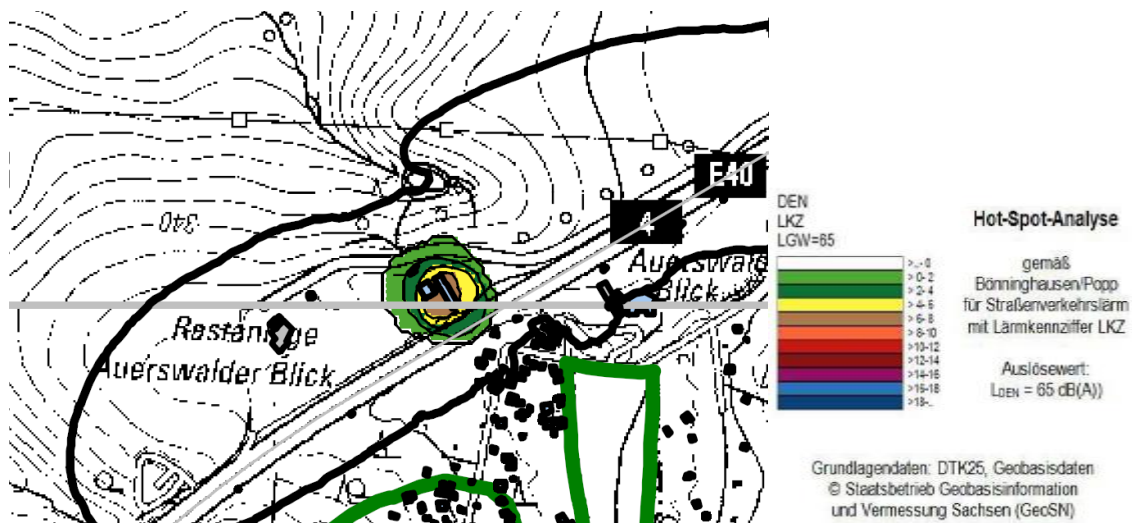 E40
4
340
Auerswalder
Blick
Rastanlage
Auerswalder Blick
DEN
LKZ
LGW=65
>..- 0
> 0- 2
> 2- 4
> 4- 6
> 6- 8
> 8-10
>10-12
>12-14
>14-16
>16-18
>18-..
Hot-Spot-Analyse
gemäß
Bönninghausen/Popp
für Straßenverkehrslärm
mit Lärmkennziffer LKZ
Auslösewert:
LDEN = 65 dB(A))
Grundlagendaten: DTK25, Geobasisdaten
© Staatsbetrieb Geobasisinformation
und Vermessung Sachsen (GeoSN)